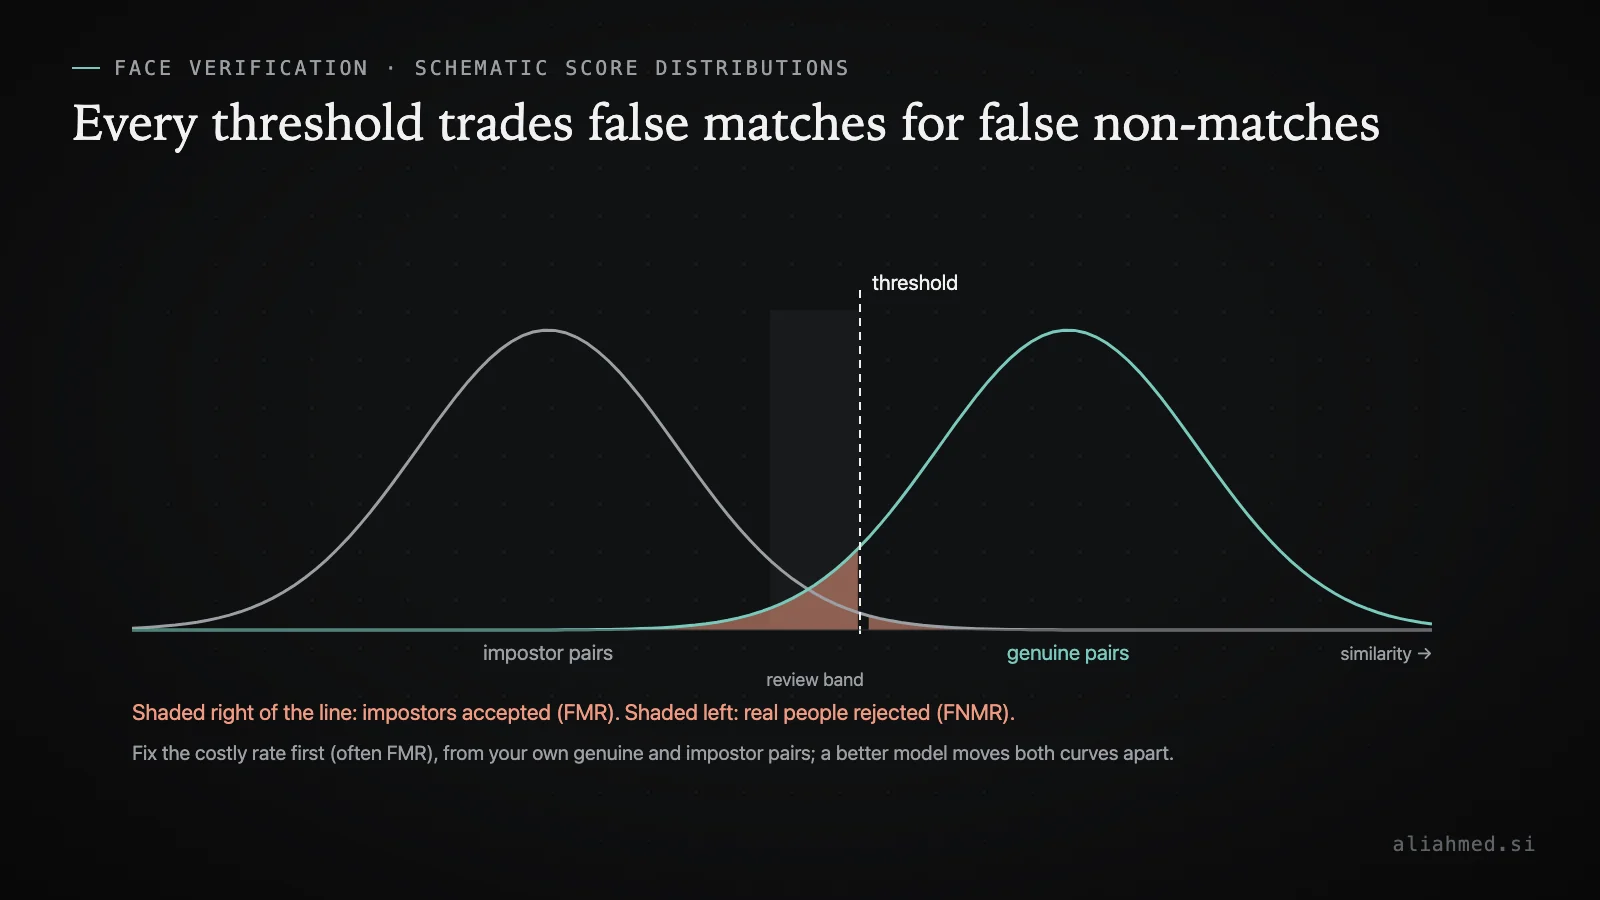 FACE VERIFICATION · SCHEMATIC SCORE DISTRIBUTIONS
Every threshold trades false matches for false non-matches
threshold
impostor pairs
genuine pairs
similarity →
review band
Shaded right of the line: impostors accepted (FMR). Shaded left: real people rejected (FNMR).
Fix the costly rate first (often FMR), from your own genuine and impostor pairs; a better model moves both curves apart.
aliahmed.si